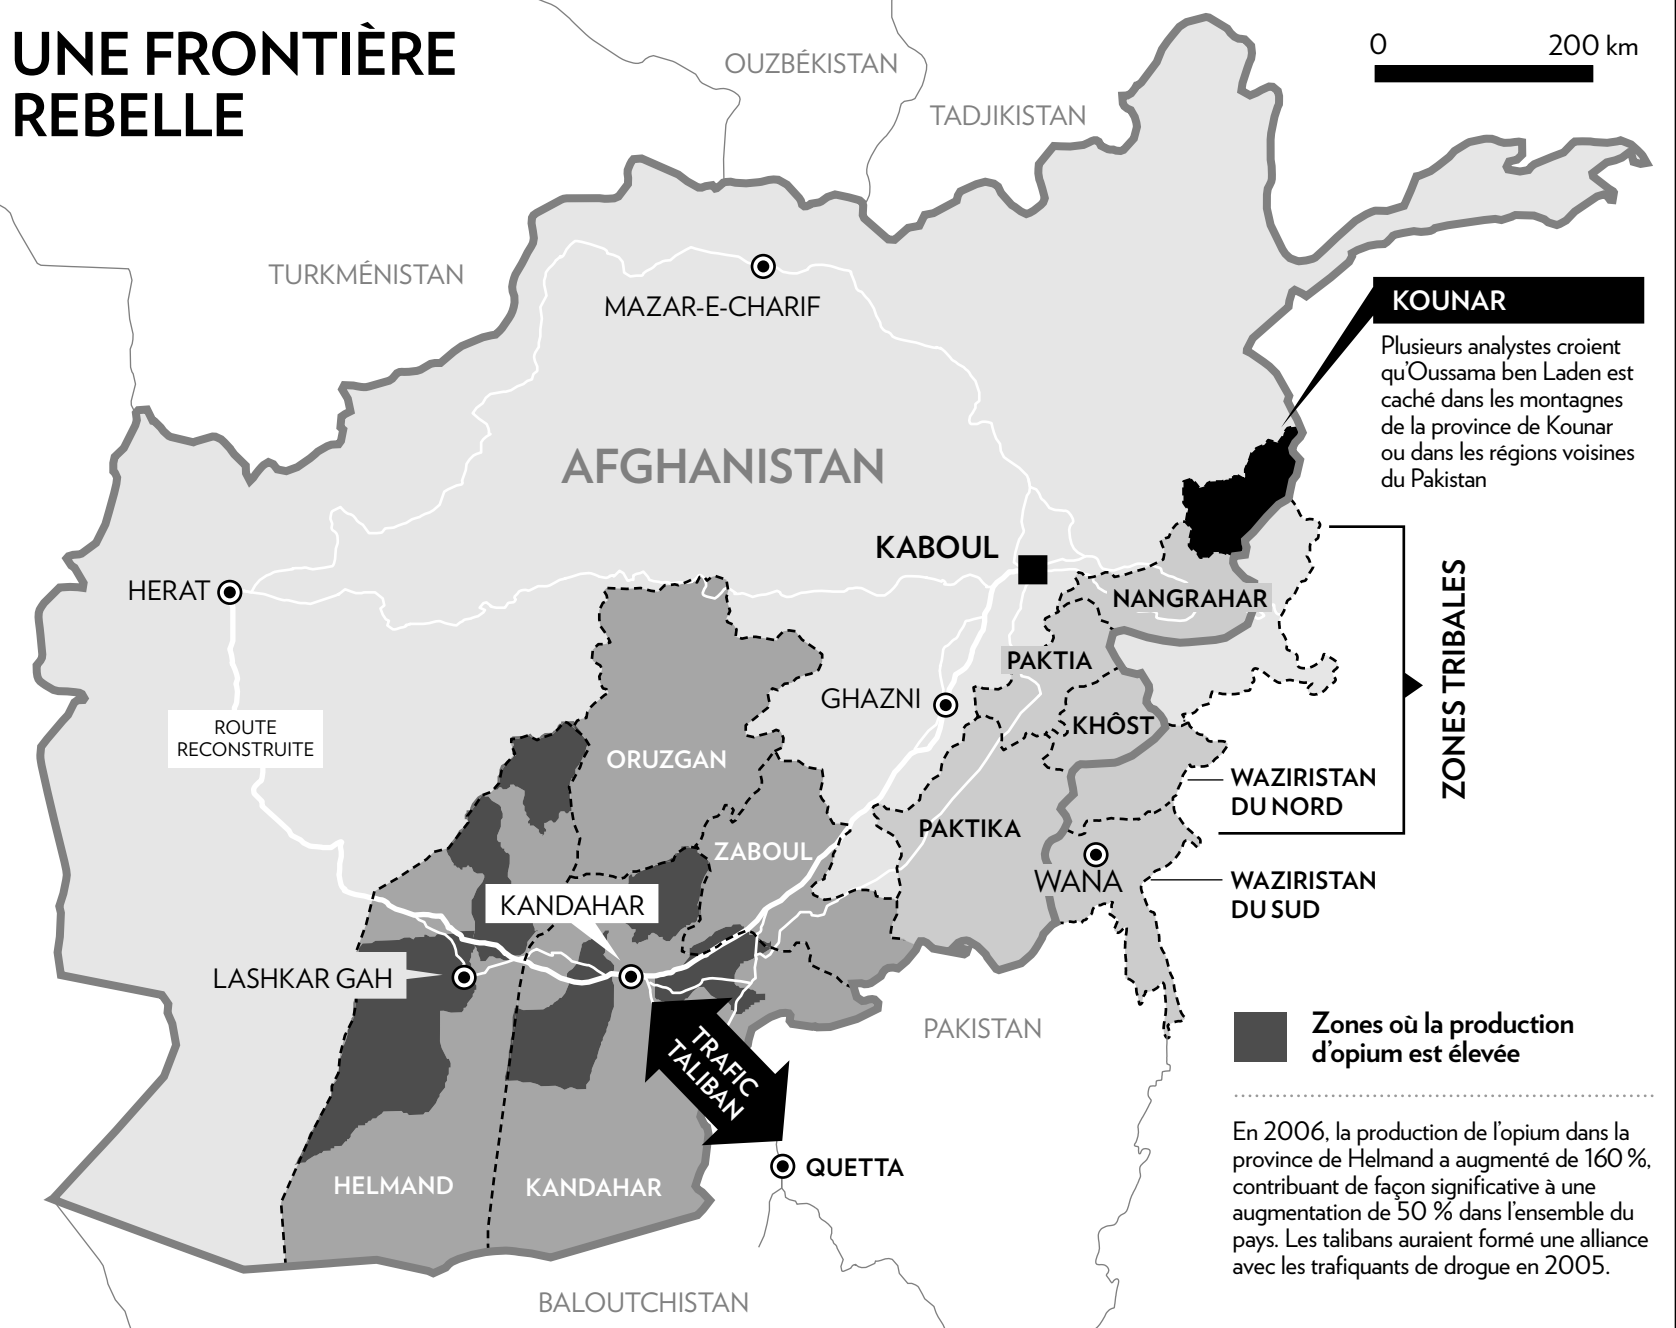 UNE FRONTIÈRE
REBELLE
0 200 km
OUZBÉKISTAN
TADJIKISTAN
TURKMÉNISTAN
MAZAR-E-CHARIF
KOUNAR
Plusieurs analystes croient
qu'Oussama ben Laden est
caché dans les montagnes
de la province de Kounar
ou dans les régions voisines
du Pakistan
AFGHANISTAN
KABOUL
HERAT
NANGRAHAR
PAKTIA
GHAZNI
KHÔST
ZONES TRIBALES
ROUTE
RECONSTRUITE
ORUZGAN
WAZIRISTAN
DU NORD
PAKTIKA
ZABOUL
WANA
WAZIRISTAN
DU SUD
KANDAHAR
LASHKAR GAH
PAKISTAN
TRAFIC
TALIBAN
Zones où la production
d'opium est élevée
QUETTA
HELMAND
KANDAHAR
En 2006, la production de l'opium dans la
province de Helmand a augmenté de 160 %,
contribuant de façon significative à une
augmentation de 50 % dans l'ensemble du
pays. Les talibans auraient formé une alliance
avec les trafiquants de drogue en 2005.
BALOUTCHISTAN